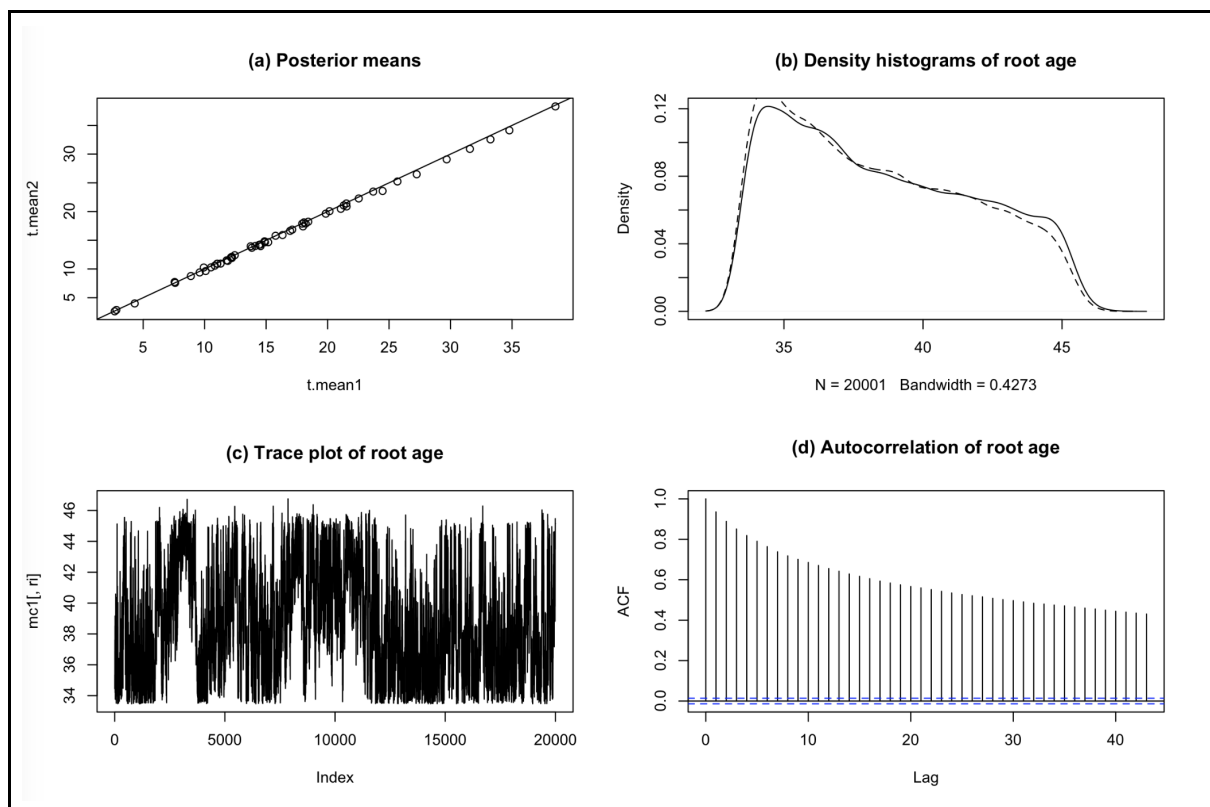 (a) Posterior means
t.mean2
30
20
10
5
5 10 15 20 25 30 35
t.mean1
(b) Density histograms of root age
Density
0.12
0.08
0.04
0.00
35 40 45
N = 20001 Bandwidth = 0.4273
(c) Trace plot of root age
mc1[, ri]
46
44
42
40
38
36
34
0 5000 10000 15000 20000
Index
(d) Autocorrelation of root age
ACF
1.0
0.8
0.6
0.4
0.2
0.0
0 10 20 30 40
Lag